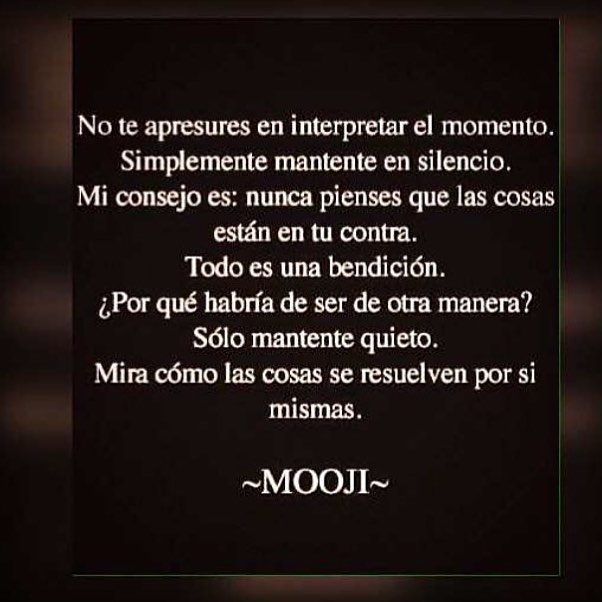 No te apresures en interpretar el momento.
Simplemente mantente en silencio.
Mi consejo es: nunca pienses que las cosas
están en tu contra.
Todo es una bendición.
¿Por qué habría de ser de otra manera?
Sólo mantente quieto.
Mira cómo las cosas se resuelven por si
mismas.
~MOOJI~